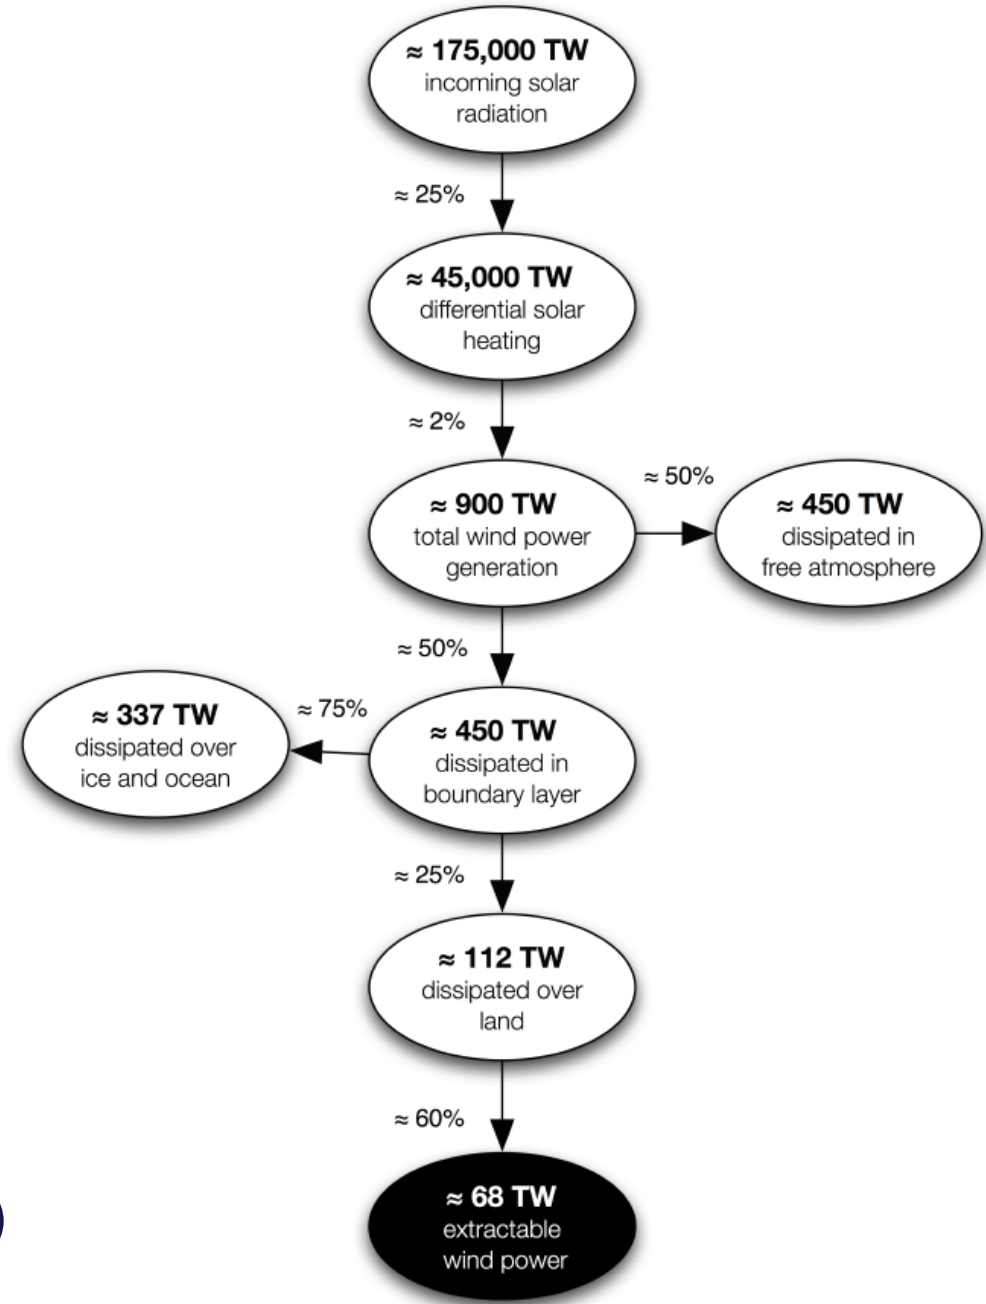 ≈ 175,000 TW
incoming solar
radiation
≈ 25%
≈ 45,000 TW
differential solar
heating
≈ 2%
≈ 900 TW
total wind power
generation
≈ 50%
≈ 450 TW
dissipated in
free atmosphere
≈ 50%
≈ 337 TW
dissipated over
ice and ocean
≈ 75%
≈ 450 TW
dissipated in
boundary layer
≈ 25%
≈ 112 TW
dissipated over
land
≈ 60%
≈ 68 TW
extractable
wind power